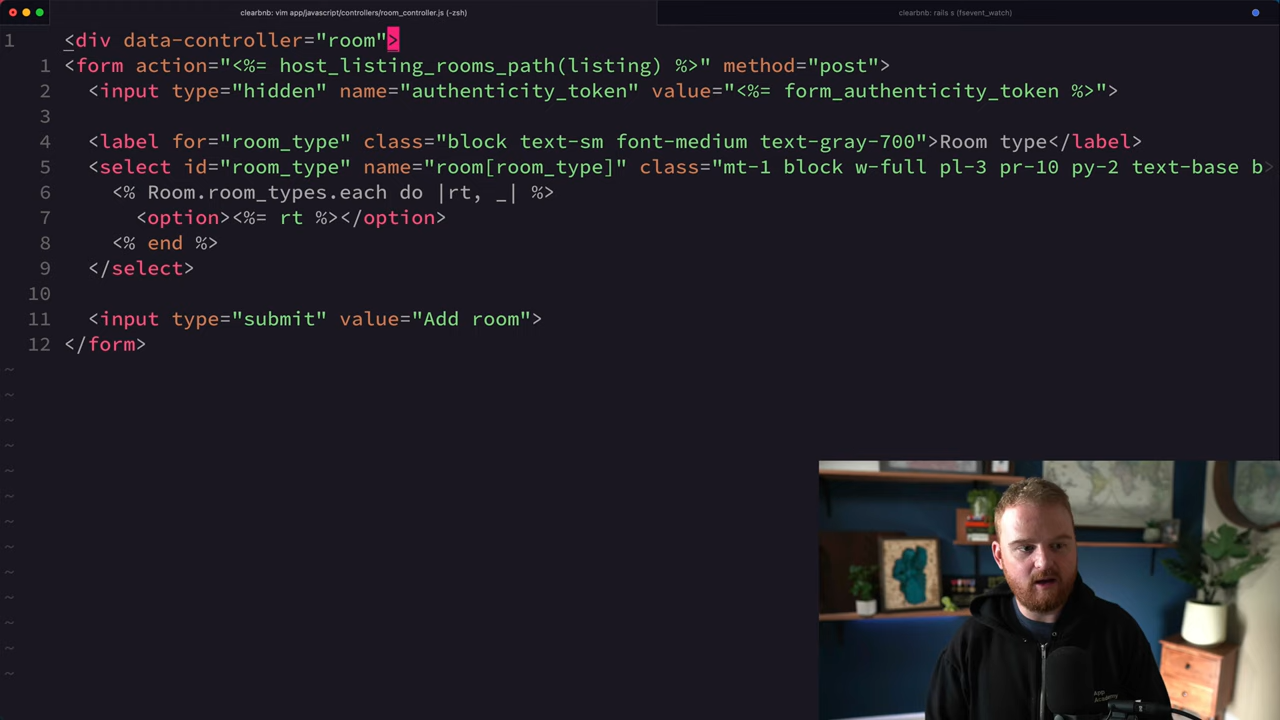 clearbnb: vim app/javascript/controllers/room_controller.js (-zsh)
clearbnb: rails s (fsevent_watch)
1 <div data-controller="room">
1 <form action="<%= host_listing_rooms_path(listing) %>" method="post">
2 <input type="hidden" name="authenticity_token" value="<%= form_authenticity_token %>">
3
4 <label for="room_type" class="block text-sm font-medium text-gray-700">Room type</label>
5 <select id="room_type" name="room[room_type]" class="mt-1 block w-full pl-3 pr-10 py-2 text-base b>
6 <% Room.room_types.each do |rt, _| %>
7 <option><%= rt %></option>
8 <% end %>
9 </select>
10
11 <input type="submit" value="Add room">
12 </form>
~
~
~
~
~
~
~
~
~
~
~
~
~
App
Academy